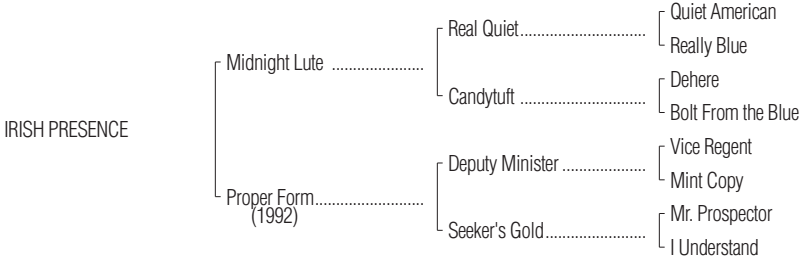 Quiet American
Real Quiet..............................
Really Blue
Midnight Lute ......................
Dehere
Candytuft ..............................
Bolt From the Blue
IRISH PRESENCE
Vice Regent
Deputy Minister ....................
Mint Copy
Proper Form..........................
(1992)
Mr. Prospector
Seeker's Gold........................
I Understand